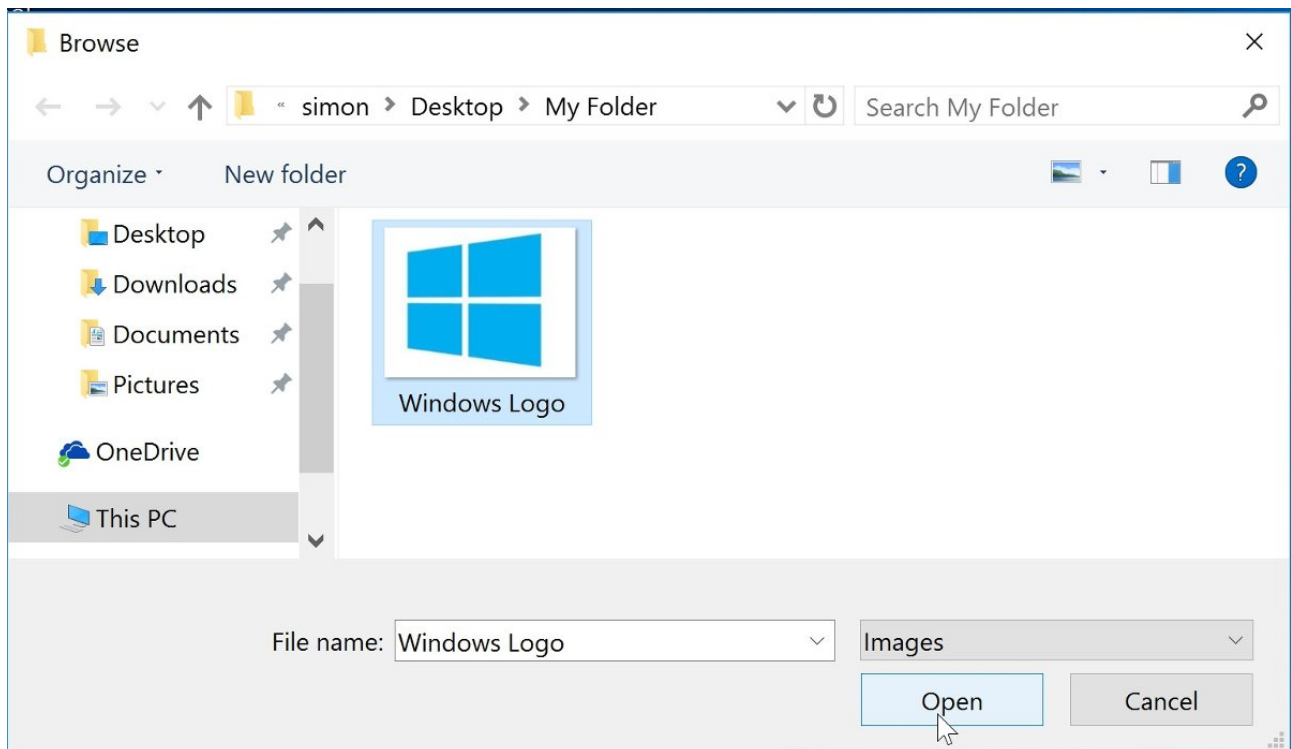 Browse
« simon > Desktop > My Folder
Search My Folder
Organize
New folder
?
Desktop
Downloads
Documents
Pictures
OneDrive
This PC
Windows Logo
File name: Windows Logo
Images
Open
Cancel